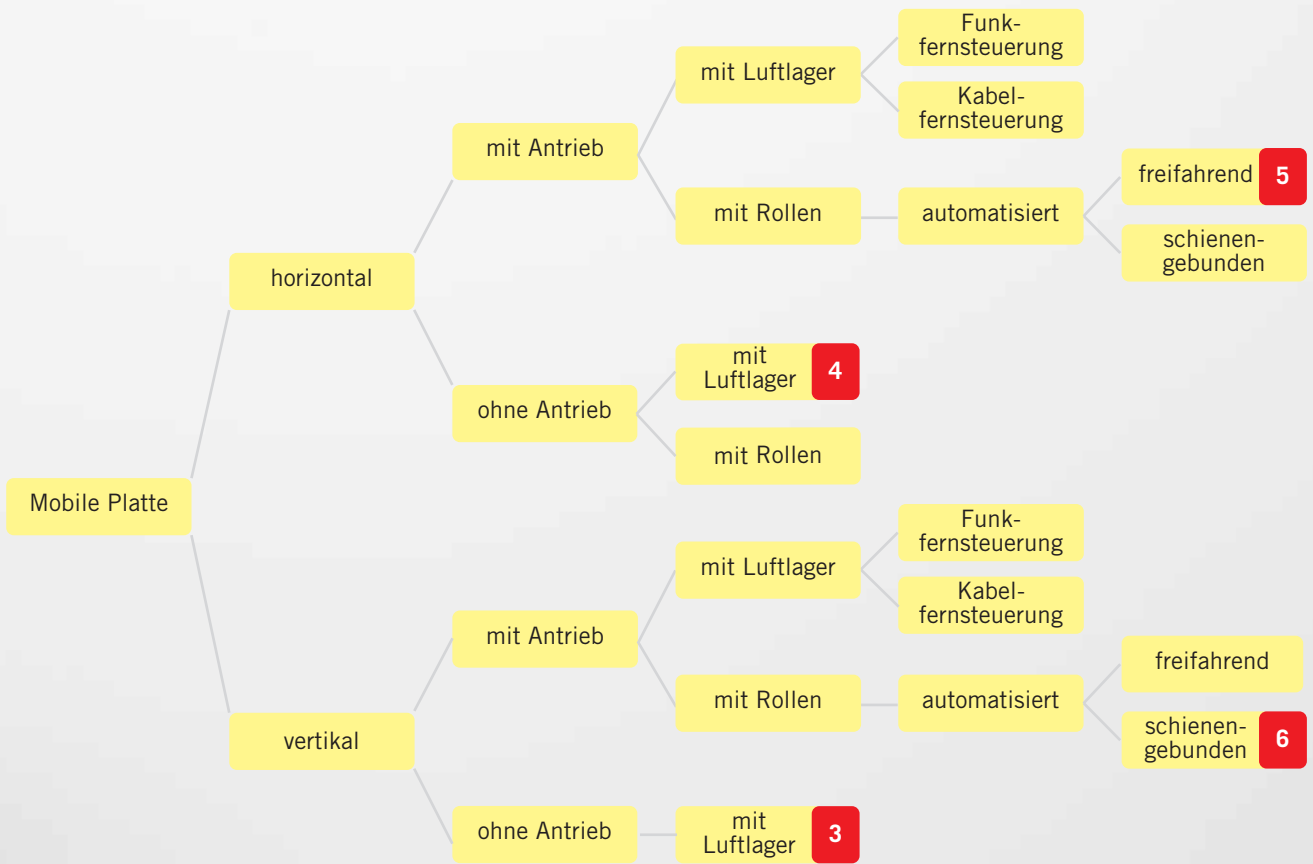 Funk-
fernsteuerung
mit Luftlager
Kabel-
fernsteuerung
mit Antrieb
freifahrend 5
mit Rollen
automatisiert
schienen-
gebunden
horizontal
mit
Luftlager 4
ohne Antrieb
mit Rollen
Mobile Platte
Funk-
fernsteuerung
mit Luftlager
Kabel-
fernsteuerung
mit Antrieb
freifahrend
mit Rollen
automatisiert
schienen-
gebunden 6
vertikal
ohne Antrieb
mit
Luftlager 3